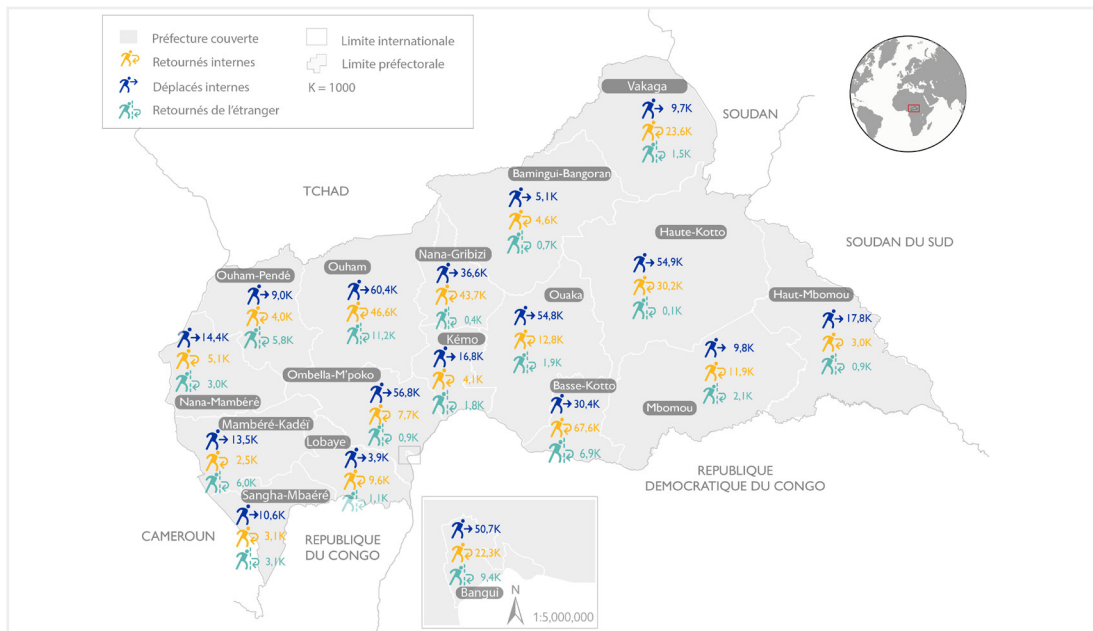 Préfecture couverte
Retournés internes
Déplacés internes
Retournés de l'étranger
Limite internationale
Limite préfectorale
K = 1000
Vakaga
9,7K
23,6K
1,5K
SOUDAN
TCHAD
Bamingui-Bangoran
5,1K
4,6K
0,7K
Haute-Kotto
54,9K
30,2K
0,1K
SOUDAN DU SUD
Nana-Gribizi
36,6K
43,7K
0,4K
Ouham
60,4K
46,6K
11,2K
Ouham-Pendé
9,0K
4,0K
5,8K
Ouaka
54,8K
12,8K
1,9K
Haut-Mbomou
17,8K
3,0K
0,9K
14,4K
5,1K
3,0K
Nana-Mambèrè
Kémo
16,8K
4,1K
1,8K
Ombella-M'poko
56,8K
7,7K
0,9K
Basse-Kotto
30,4K
67,6K
6,9K
9,8K
11,9K
2,1K
Mbomou
Mambéré-Kadéï
13,5K
2,5K
6,0K
Lobaye
3,9K
9,6K
1,1K
Sangha-Mbaéré
10,6K
3,1K
3,1K
CAMEROUN
REPUBLIQUE
DU CONGO
REPUBLIQUE
DEMOCRATIQUE DU CONGO
50,7K
22,3K
9,4K
Bangui
N
1:5,000,000